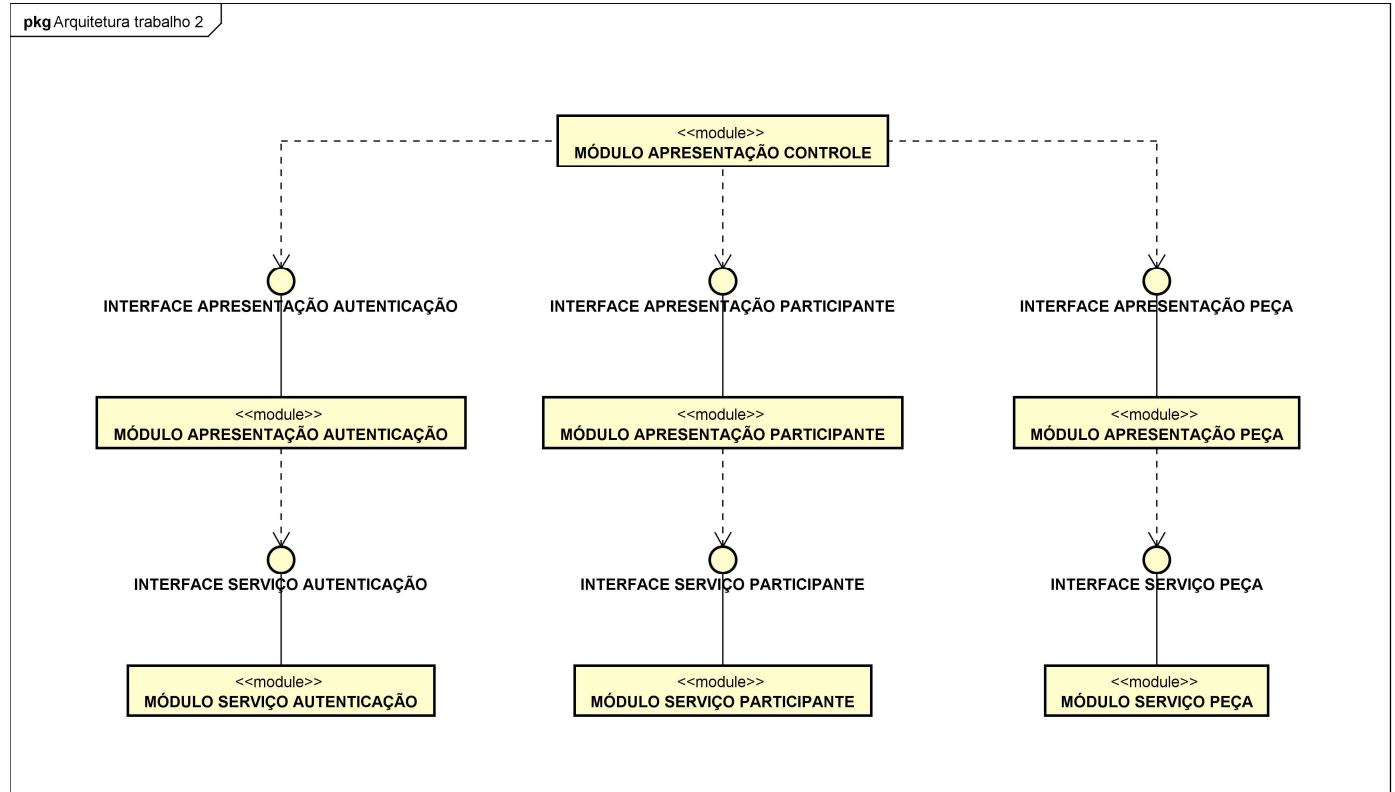 pkg Arquitetura trabalho 2
<<module>>
MÓDULO APRESENTAÇÃO CONTROLE
INTERFACE APRESENTAÇÃO AUTENTICAÇÃO
INTERFACE APRESENTAÇÃO PARTICIPANTE
INTERFACE APRESENTAÇÃO PEÇA
<<module>>
MÓDULO APRESENTAÇÃO AUTENTICAÇÃO
<<module>>
MÓDULO APRESENTAÇÃO PARTICIPANTE
<<module>>
MÓDULO APRESENTAÇÃO PEÇA
INTERFACE SERVIÇO AUTENTICAÇÃO
INTERFACE SERVIÇO PARTICIPANTE
INTERFACE SERVIÇO PEÇA
<<module>>
MÓDULO SERVIÇO AUTENTICAÇÃO
<<module>>
MÓDULO SERVIÇO PARTICIPANTE
<<module>>
MÓDULO SERVIÇO PEÇA